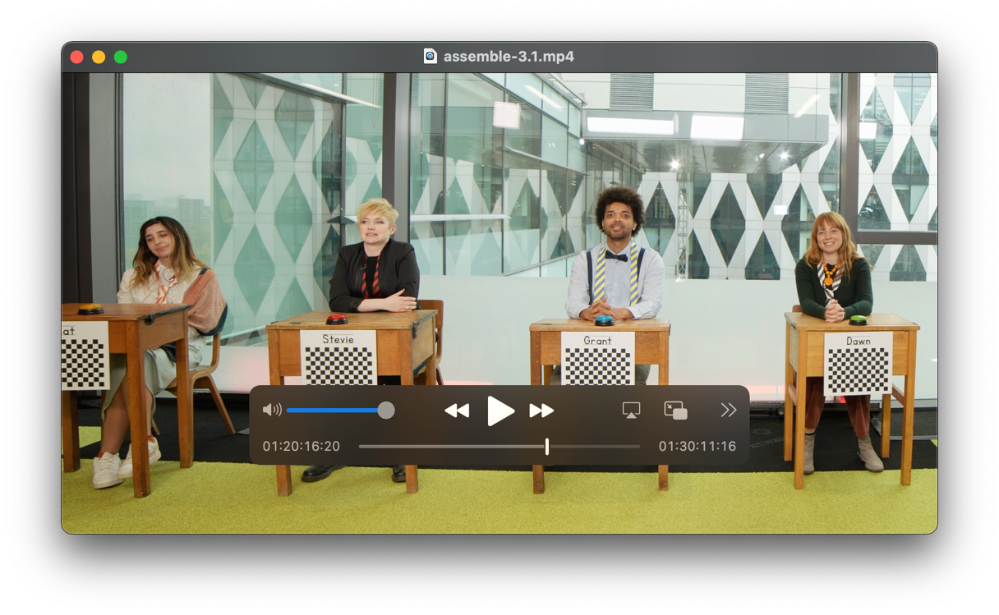 assemble-3.1.mp4
at
Stevie
Grant
Dawn
01:20:16:20
01:30:11:16